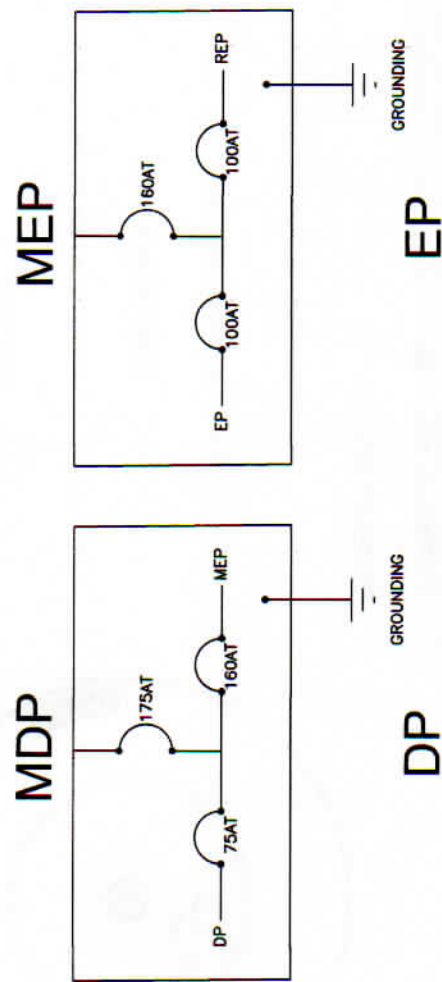 MDP
175AT
DP
75AT
160AT
MEP
GROUNDING
DP
MEP
160AT
EP
100AT
100AT
REP
GROUNDING
EP